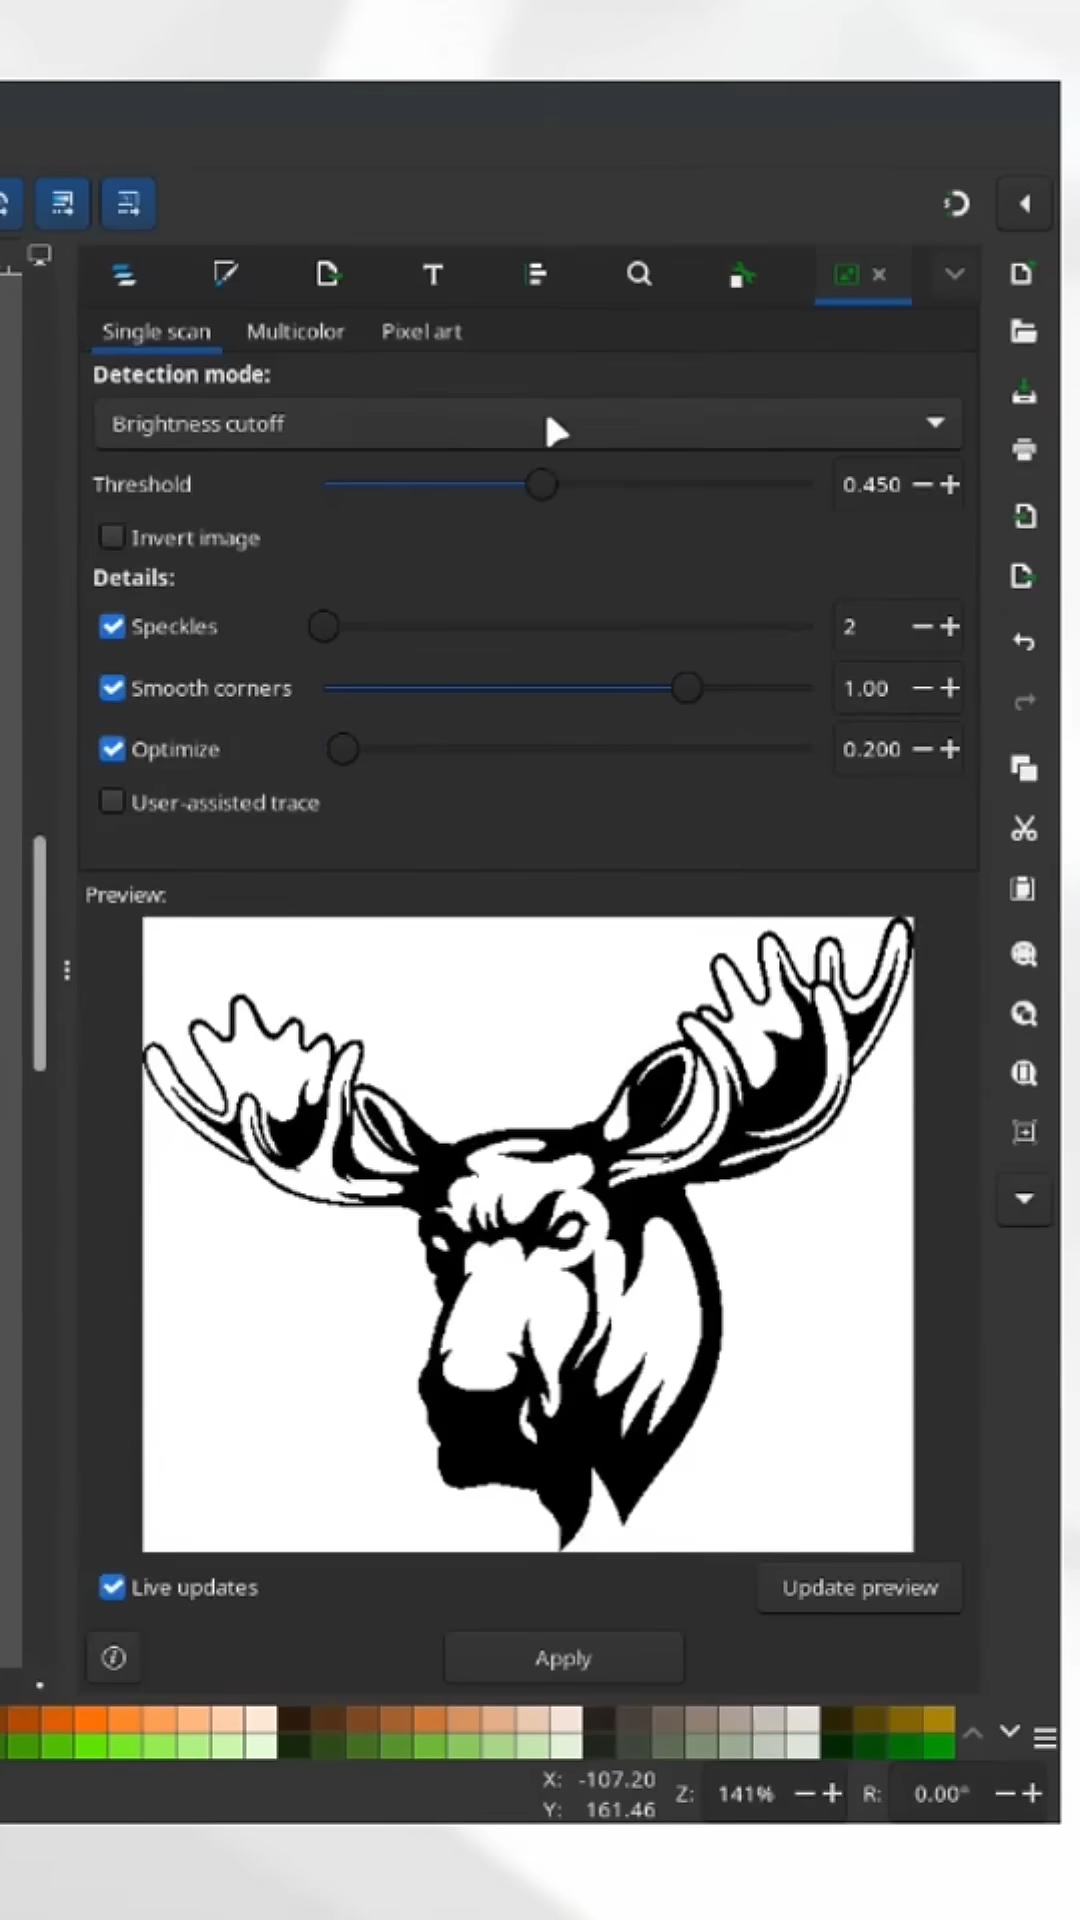 Single scan Multicolor Pixel art
Detection mode:
Brightness cutoff
Threshold 0.450
Invert image
Details:
Speckles 2
Smooth corners 1.00
Optimize 0.200
User-assisted trace
Preview:
Live updates Update preview
Apply
X: -107.20
Y: 161.46
Z: 141% R: 0.00°